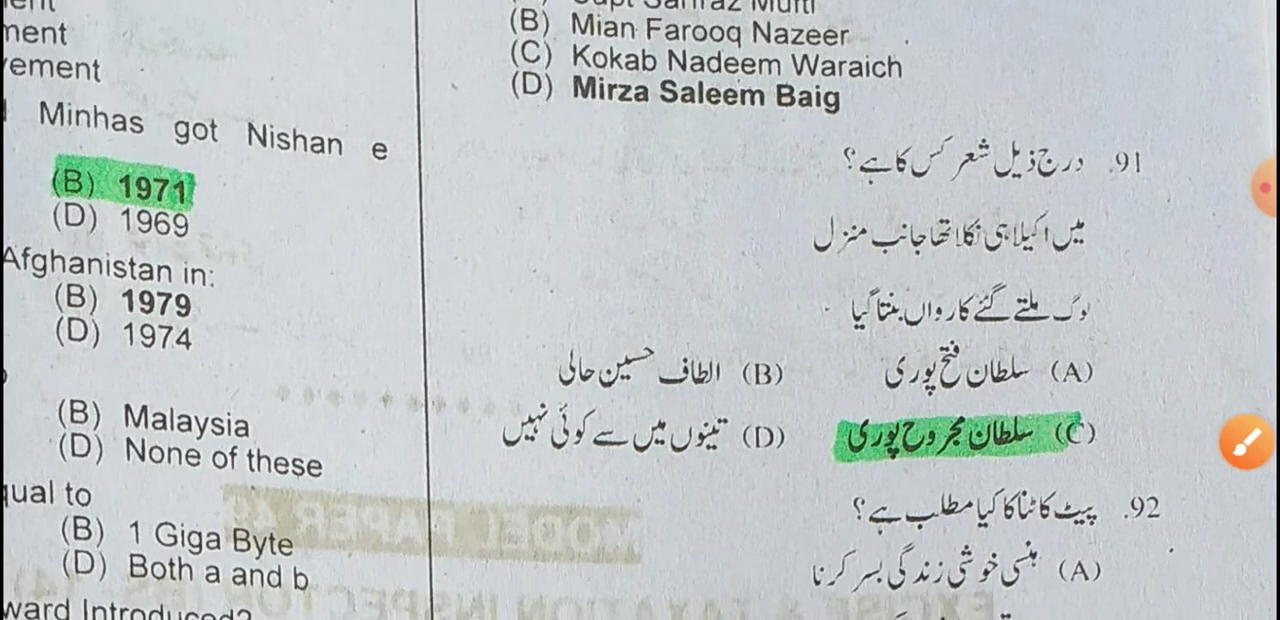 ment
Minhas got Nishan e
(B) 1971
(D) 1969
Afghanistan in:
(B) 1979
(D) 1974
(B) Malaysia
(D) None of these
qual to
(B) 1 Giga Byte
(D) Both a and b
ward Introduced?
(B) Mian Farooq Nazeer
(C) Kokab Nadeem Waraich
(D) Mirza Saleem Baig
91. درج ذیل شعر کس کا ہے؟
میں اکیلا ہی نکلا تھا جانب منزل
لوگ ملتے گئے کارواں بنتا گیا
(A) سلطان فتح پوری (B) الطاف حسین حالی
(C) سلطان مجروح پوری (D) تینوں میں سے کوئی نہیں
92. پیٹ کاٹنا کا کیا مطلب ہے؟
(A) ہنسی خوشی زندگی بسر کرنا